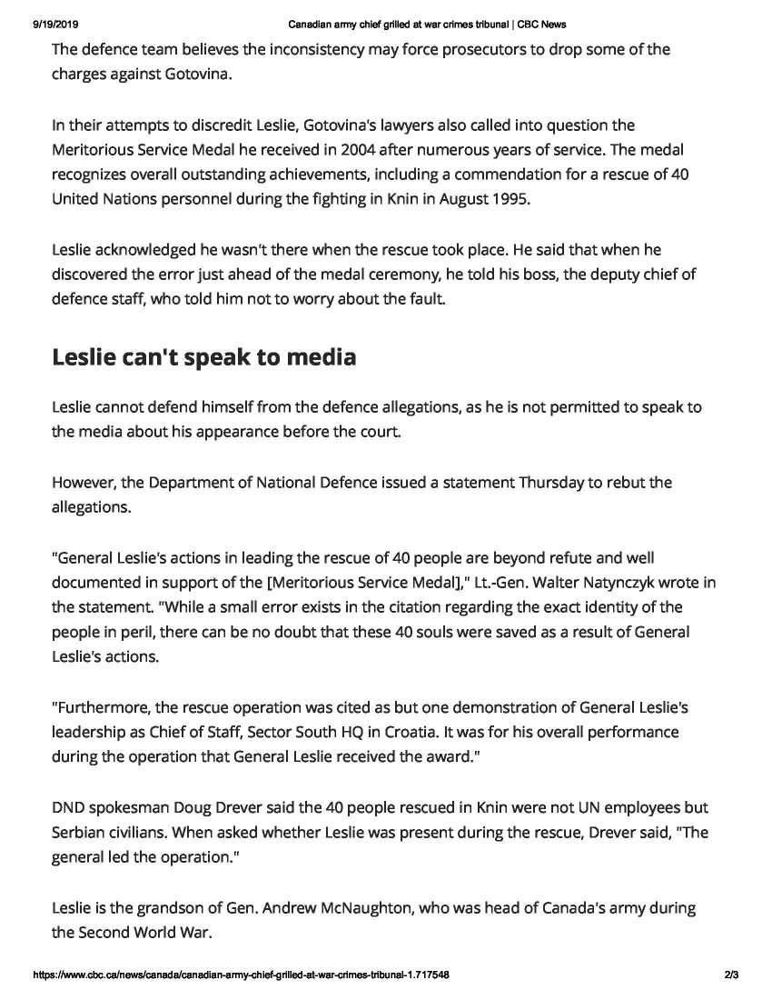 9/19/2019 Canadian army chief grilled at war crimes tribunal | CBC News
The defence team believes the inconsistency may force prosecutors to drop some of the
charges against Gotovina.
In their attempts to discredit Leslie, Gotovina's lawyers also called into question the
Meritorious Service Medal he received in 2004 after numerous years of service. The medal
recognizes overall outstanding achievements, including a commendation for a rescue of 40
United Nations personnel during the fighting in Knin in August 1995.
Leslie acknowledged he wasn't there when the rescue took place. He said that when he
discovered the error just ahead of the medal ceremony, he told his boss, the deputy chief of
defence staff, who told him not to worry about the fault.
Leslie can't speak to media
Leslie cannot defend himself from the defence allegations, as he is not permitted to speak to
the media about his appearance before the court.
However, the Department of National Defence issued a statement Thursday to rebut the
allegations.
"General Leslie's actions in leading the rescue of 40 people are beyond refute and well
documented in support of the [Meritorious Service Medal]," Lt.-Gen. Walter Natynczyk wrote in
the statement. "While a small error exists in the citation regarding the exact identity of the
people in peril, there can be no doubt that these 40 souls were saved as a result of General
Leslie's actions.
"Furthermore, the rescue operation was cited as but one demonstration of General Leslie's
leadership as Chief of Staff, Sector South HQ in Croatia. It was for his overall performance
during the operation that General Leslie received the award."
DND spokesman Doug Drever said the 40 people rescued in Knin were not UN employees but
Serbian civilians. When asked whether Leslie was present during the rescue, Drever said, "The
general led the operation."
Leslie is the grandson of Gen. Andrew McNaughton, who was head of Canada's army during
the Second World War.
https://www.cbc.ca/news/canada/canadian-army-chief-grilled-at-war-crimes-tribunal-1.717548 2/3